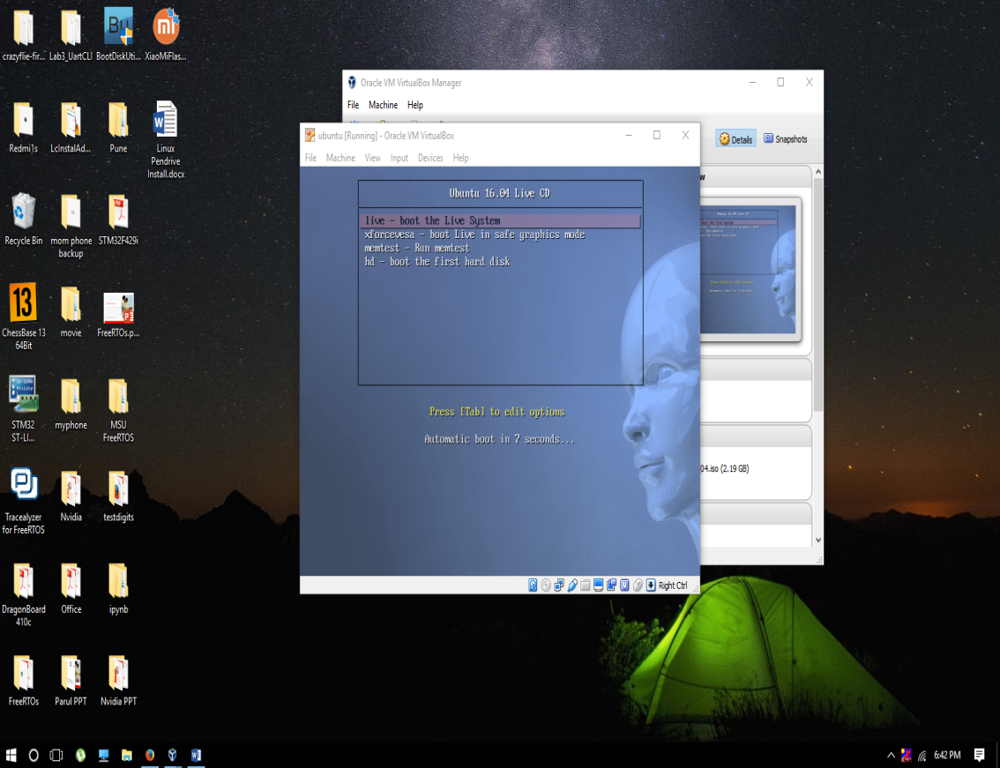 crazyflie-fir...
Lab3_UartCLI
BootDiskUti...
XiaoMiFlas...
Redmi1s
LcInstalAd...
Pune
Linux
Pendrive
Install.docx
Recycle Bin
mom phone
backup
STM32F429i
13
ChessBase 13
64Bit
movie
FreeRTOs.p...
STM32
ST-LI...
myphone
MSU
FreeRTOS
Tracealyzer
for FreeRTOS
Nvidia
testdigits
DragonBoard
410c
Office
ipynb
FreeRTOs
Parul PPT
Nvidia PPT
Oracle VM VirtualBox Manager
File Machine Help
Details
Snapshots
ubuntu [Running] - Oracle VM VirtualBox
File Machine View Input Devices Help
Ubuntu 16.04 Live CD
live - boot the Live System
xforcevesa - boot Live in safe graphics mode
memtest - Run memtest
hd - boot the first hard disk
Press [Tab] to edit options
Automatic boot in 7 seconds...
Right Ctrl
04.iso (2.19 GB)
6:42 PM